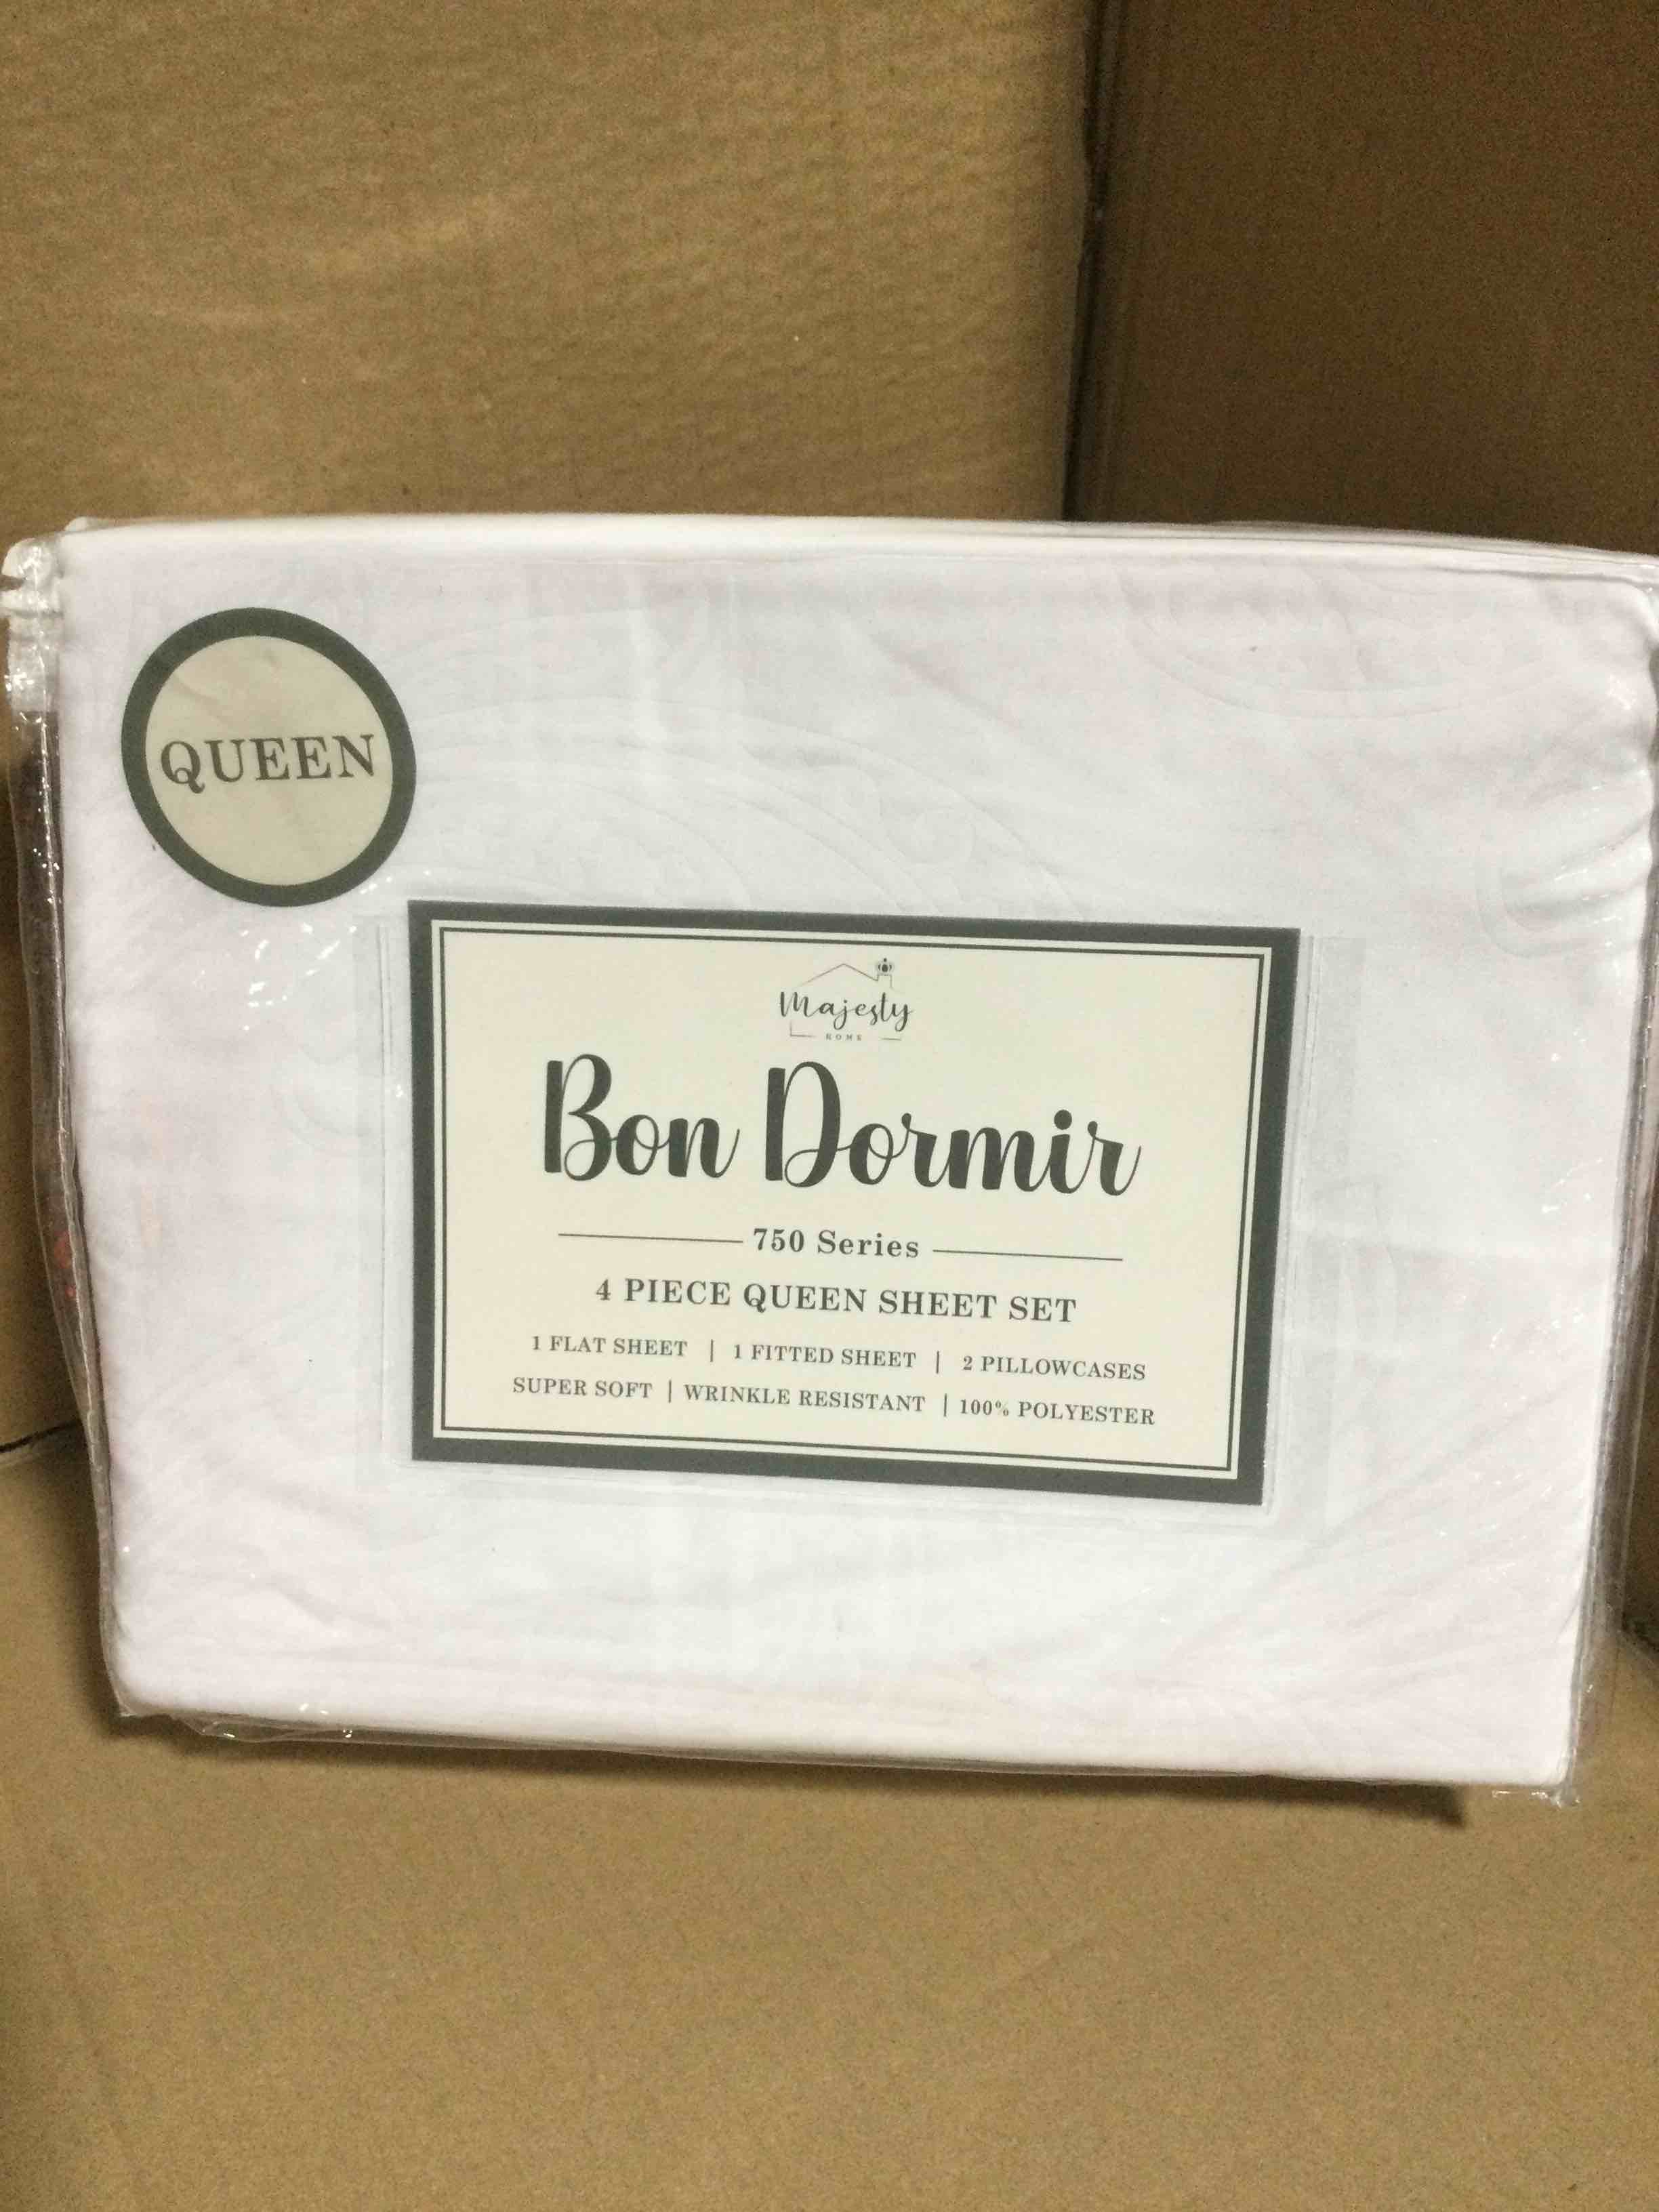 QUEEN
Majesty
HOME
Bon Dormir
750 Series
4 PIECE QUEEN SHEET SET
1 FLAT SHEET | 1 FITTED SHEET | 2 PILLOWCASES
SUPER SOFT | WRINKLE RESISTANT | 100% POLYESTER